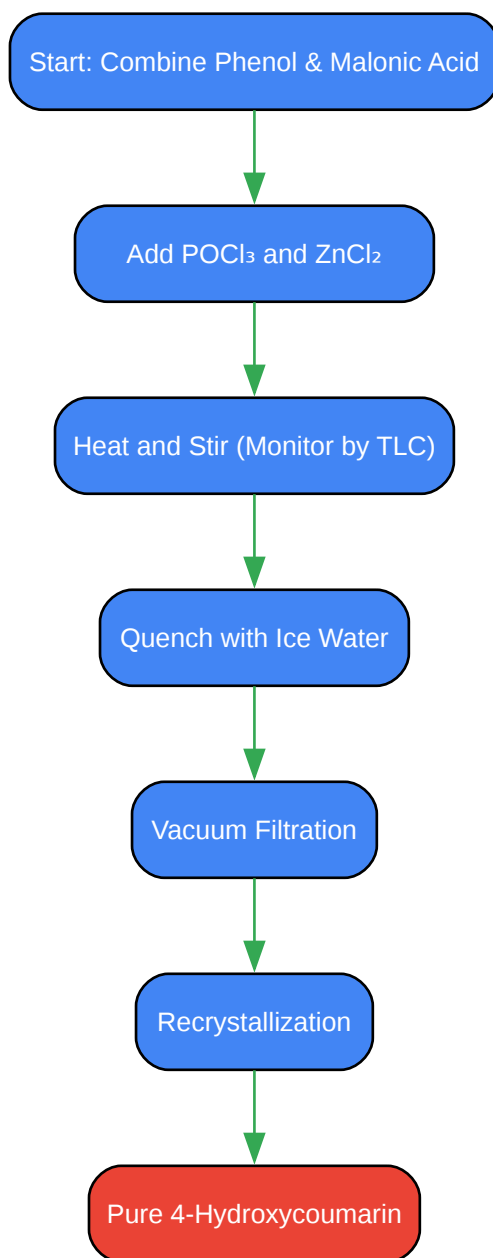 Start: Combine Phenol & Malonic Acid
Add POCl₃ and ZnCl₂
Heat and Stir (Monitor by TLC)
Quench with Ice Water
Vacuum Filtration
Recrystallization
Pure 4-Hydroxycoumarin